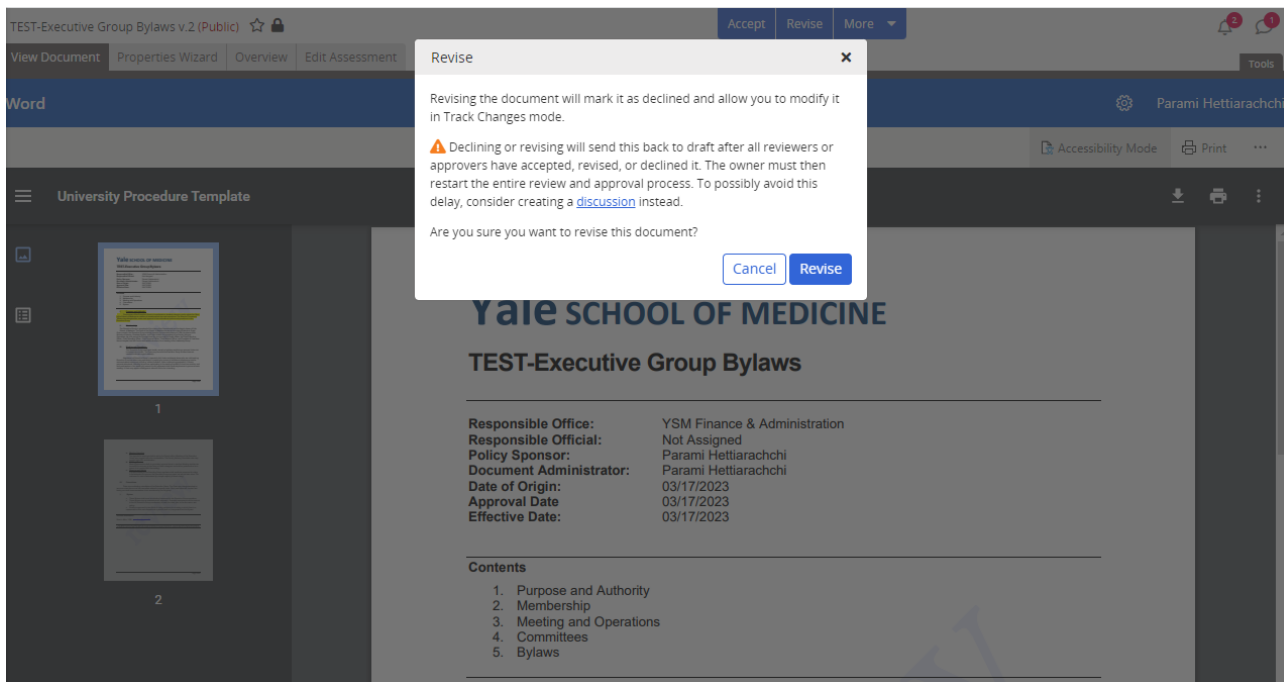 TEST-Executive Group Bylaws v.2 (Public)
Accept Revise More
2 1
View Document Properties Wizard Overview Edit Assessment
Tools
Revise
Revising the document will mark it as declined and allow you to modify it
in Track Changes mode.
Declining or revising will send this back to draft after all reviewers or
approvers have accepted, revised, or declined it. The owner must then
restart the entire review and approval process. To possibly avoid this
delay, consider creating a discussion instead.
Are you sure you want to revise this document?
Cancel Revise
Word
Parami Hettiarachchi
Accessibility Mode Print ...
University Procedure Template
1
2
Yale SCHOOL OF MEDICINE
TEST-Executive Group Bylaws
Responsible Office: YSM Finance & Administration
Responsible Official: Not Assigned
Policy Sponsor: Parami Hettiarachchi
Document Administrator: Parami Hettiarachchi
Date of Origin: 03/17/2023
Approval Date 03/17/2023
Effective Date: 03/17/2023
Contents
1. Purpose and Authority
2. Membership
3. Meeting and Operations
4. Committees
5. Bylaws